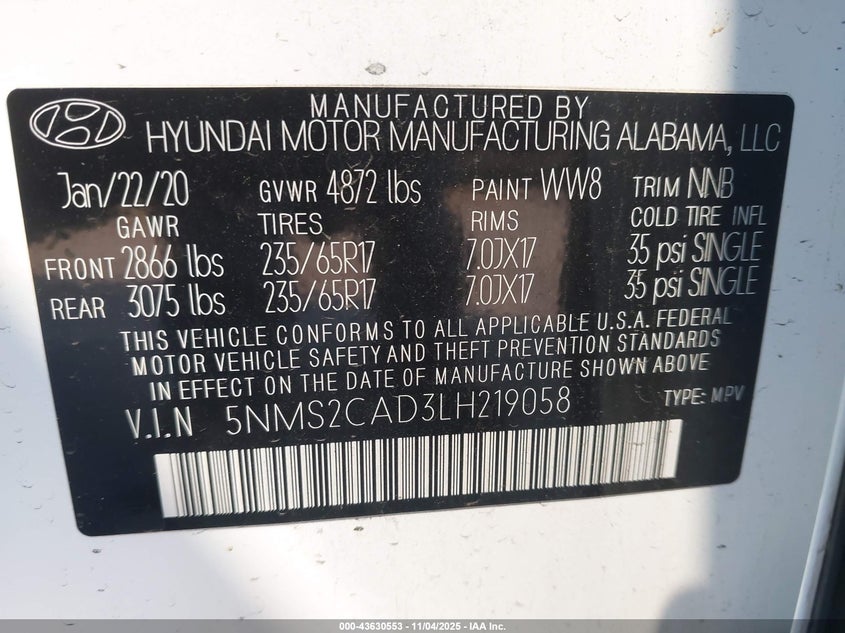 MANUFACTURED BY
HYUNDAI MOTOR MANUFACTURING ALABAMA, LLC
Jan/22/20 GVWR 4872 lbs PAINT WW8 TRIM NNB
GAWR TIRES RIMS COLD TIRE INFL
FRONT 2866 lbs 235/65R17 7.0JX17 35 psi SINGLE
REAR 3075 lbs 235/65R17 7.0JX17 35 psi SINGLE
THIS VEHICLE CONFORMS TO ALL APPLICABLE U.S.A. FEDERAL
MOTOR VEHICLE SAFETY AND THEFT PREVENTION STANDARDS
IN EFFECT ON THE DATE OF MANUFACTURE SHOWN ABOVE
V.I.N 5NMS2CAD3LH219058 TYPE: MPV
000-43630553 — 11/04/2025 — IAA Inc.